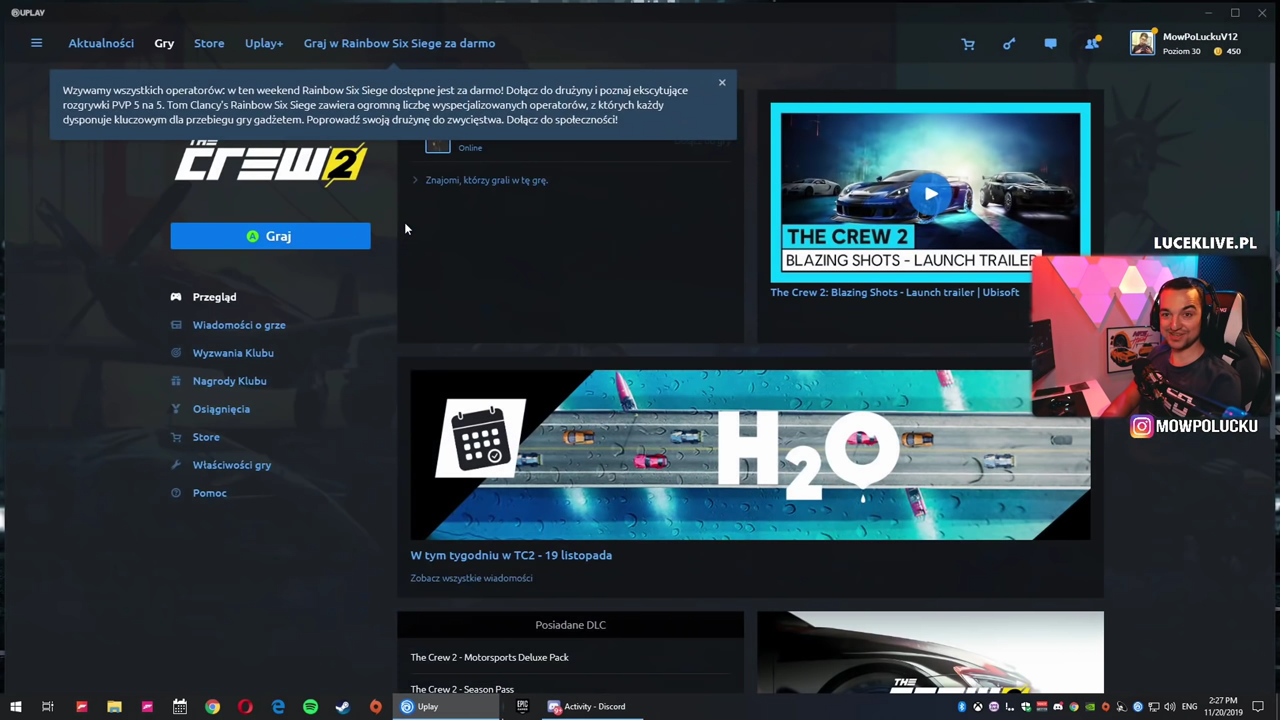 UPLAY
Aktualności
Gry
Store
Uplay+
Graj w Rainbow Six Siege za darmo
MowPoLuckuV12
Poziom 30
450
Wzywamy wszystkich operatorów: w ten weekend Rainbow Six Siege dostępne jest za darmo! Dołącz do drużyny i poznaj ekscytujące
rozgrywki PVP 5 na 5. Tom Clancy's Rainbow Six Siege zawiera ogromną liczbę wyspecjalizowanych operatorów, z których każdy
dysponuje kluczowym dla przebiegu gry gadżetem. Poprowadź swoją drużynę do zwycięstwa. Dołącz do społeczności!
THE
CREW 2
Online
Znajomi, którzy grali w tę grę.
A Graj
THE CREW 2
BLAZING SHOTS - LAUNCH TRAILER
The Crew 2: Blazing Shots - Launch trailer | Ubisoft
LUCEKLIVE.PL
MOWPOLUCKU
Przegląd
Wiadomości o grze
Wyzwania Klubu
Nagrody Klubu
Osiągnięcia
Store
Właściwości gry
Pomoc
H2O
W tym tygodniu w TC2 - 19 listopada
Zobacz wszystkie wiadomości
Posiadane DLC
The Crew 2 - Motorsports Deluxe Pack
The Crew 2 - Season Pass
THE
Uplay
EPIC
GAMES
Activity - Discord
ENG
2:27 PM
11/20/2019